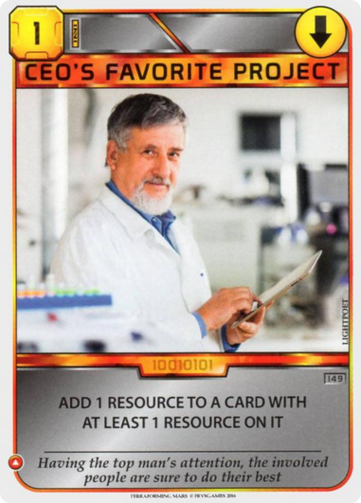 1
CEO'S FAVORITE PROJECT
LIGHTPOET
10010101
149
ADD 1 RESOURCE TO A CARD WITH
AT LEAST 1 RESOURCE ON IT
Having the top man's attention, the involved
people are sure to do their best
TERRAFORMING MARS © FRYXGAMES 2016